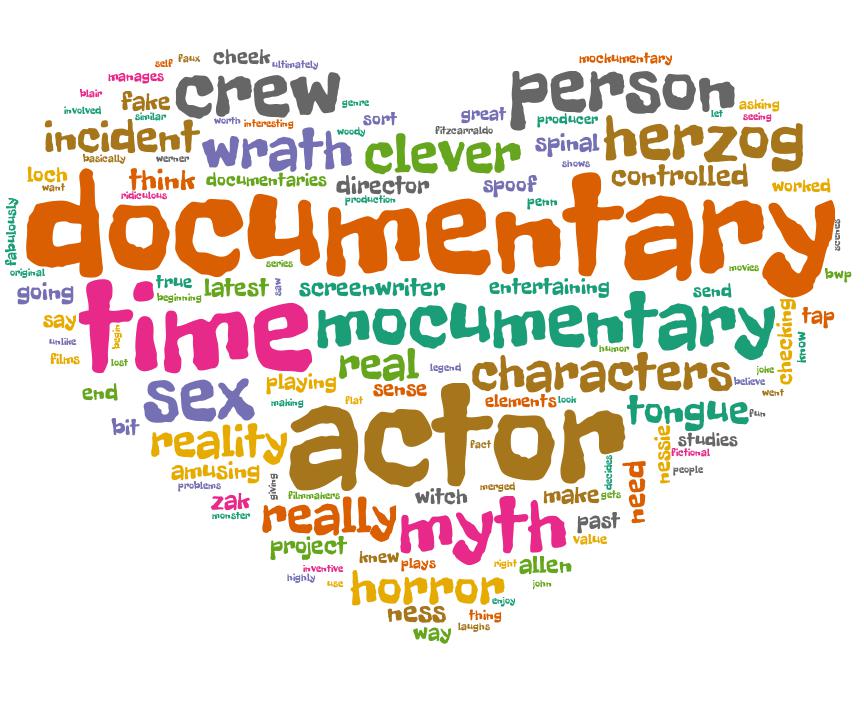 self faux cheek ultimately mockumentary
manages
blair fake crew genre person asking
involved similar worth interesting sort great producer let seeing
incident wrath woody clever fitzcarraldo spinal herzog
basically werner shows
loch want think documentaries director spoof controlled worked
ridiculous production penn
fabulously documentary scenes
original series movies bwp
going true latest saw screenwriter entertaining send
beginning
say time mocumentary checking tap
unlike begin humor know
films lost real legend characters joke believe
end sex playing sense elements look went
making flat tongue fun
bit reality actor fact nessie studies
amusing decides fictional
problems giving merged need people
zak filmmakers witch make gets
monster really myth past
project knew value
inventive plays right allen
highly use horror john
enjoy
ness thing
way laughs